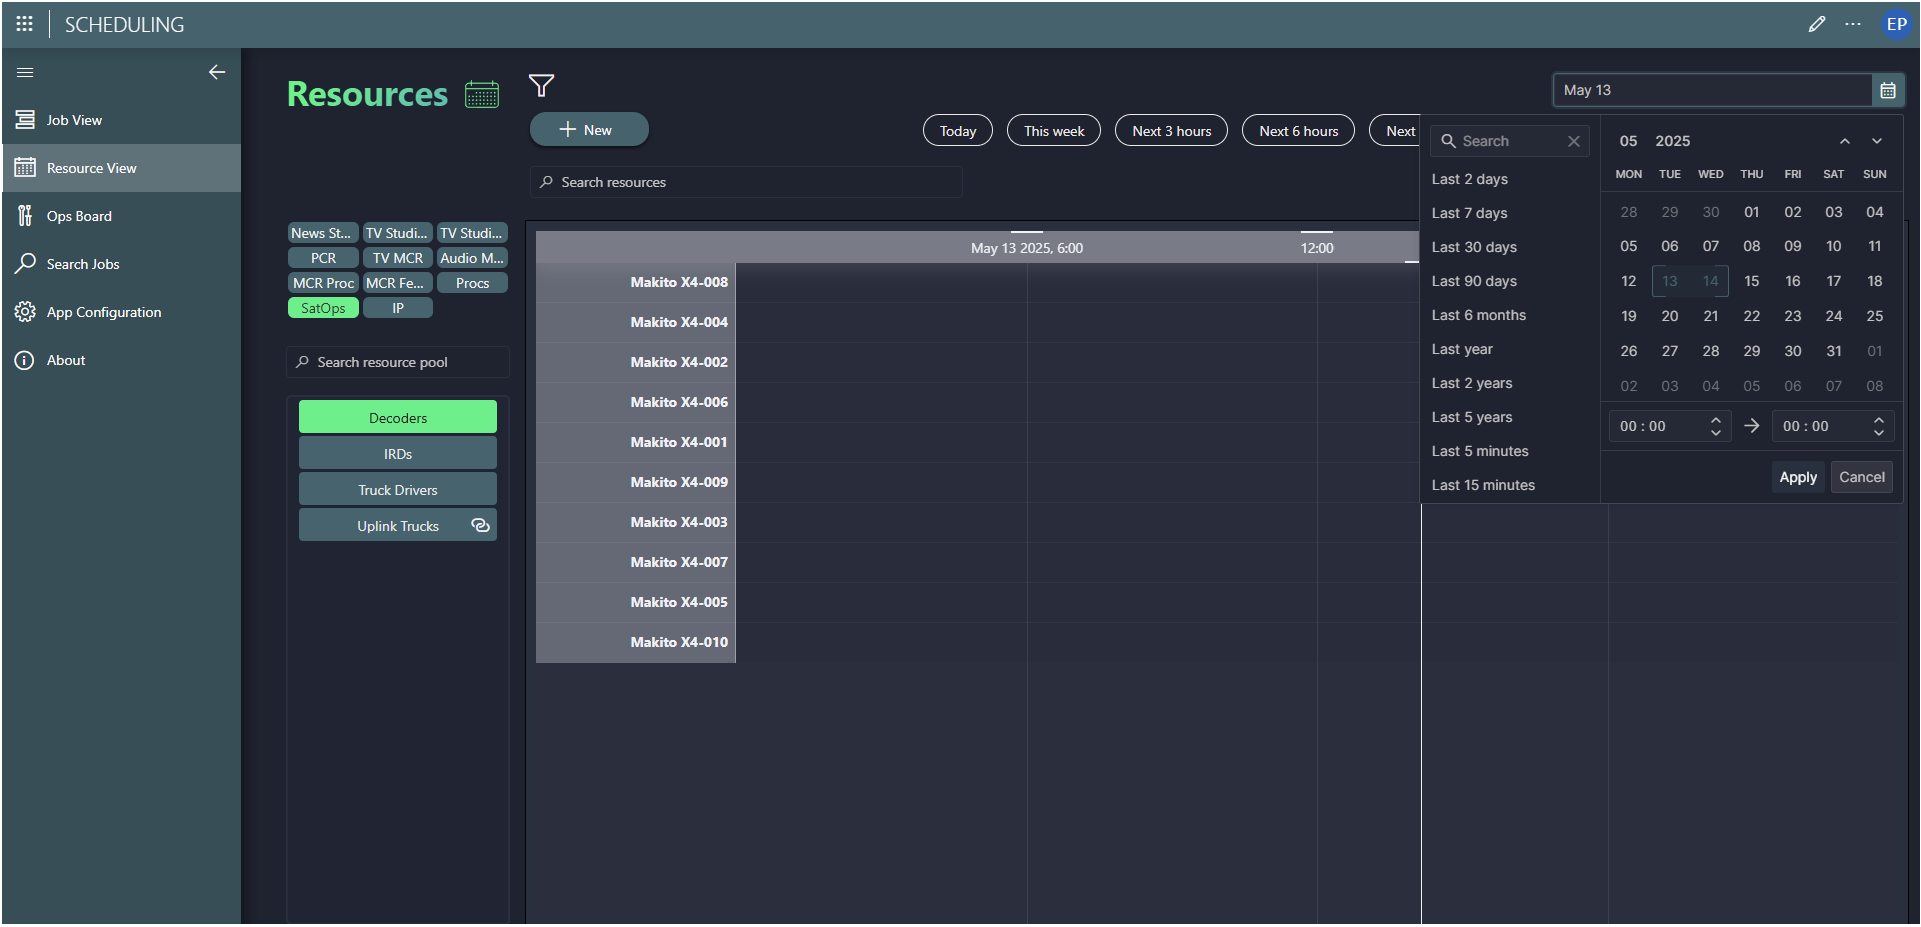 SCHEDULING
EP
Job View
Resource View
Ops Board
Search Jobs
App Configuration
About
Resources
News St... TV Studi... TV Studi...
PCR TV MCR Audio M...
MCR Proc MCR Fe... Procs
SatOps IP
Search resource pool
Decoders
IRDs
Truck Drivers
Uplink Trucks
New
Today This week Next 3 hours Next 6 hours Next
Search resources
May 13 2025, 6:00 12:00
Makito X4-008
Makito X4-004
Makito X4-002
Makito X4-006
Makito X4-001
Makito X4-009
Makito X4-003
Makito X4-007
Makito X4-005
Makito X4-010
May 13
Search
Last 2 days
Last 7 days
Last 30 days
Last 90 days
Last 6 months
Last year
Last 2 years
Last 5 years
Last 5 minutes
Last 15 minutes
05 2025
MON TUE WED THU FRI SAT SUN
28 29 30 01 02 03 04
05 06 07 08 09 10 11
12 13 14 15 16 17 18
19 20 21 22 23 24 25
26 27 28 29 30 31 01
02 03 04 05 06 07 08
00 : 00 00 : 00
Apply Cancel